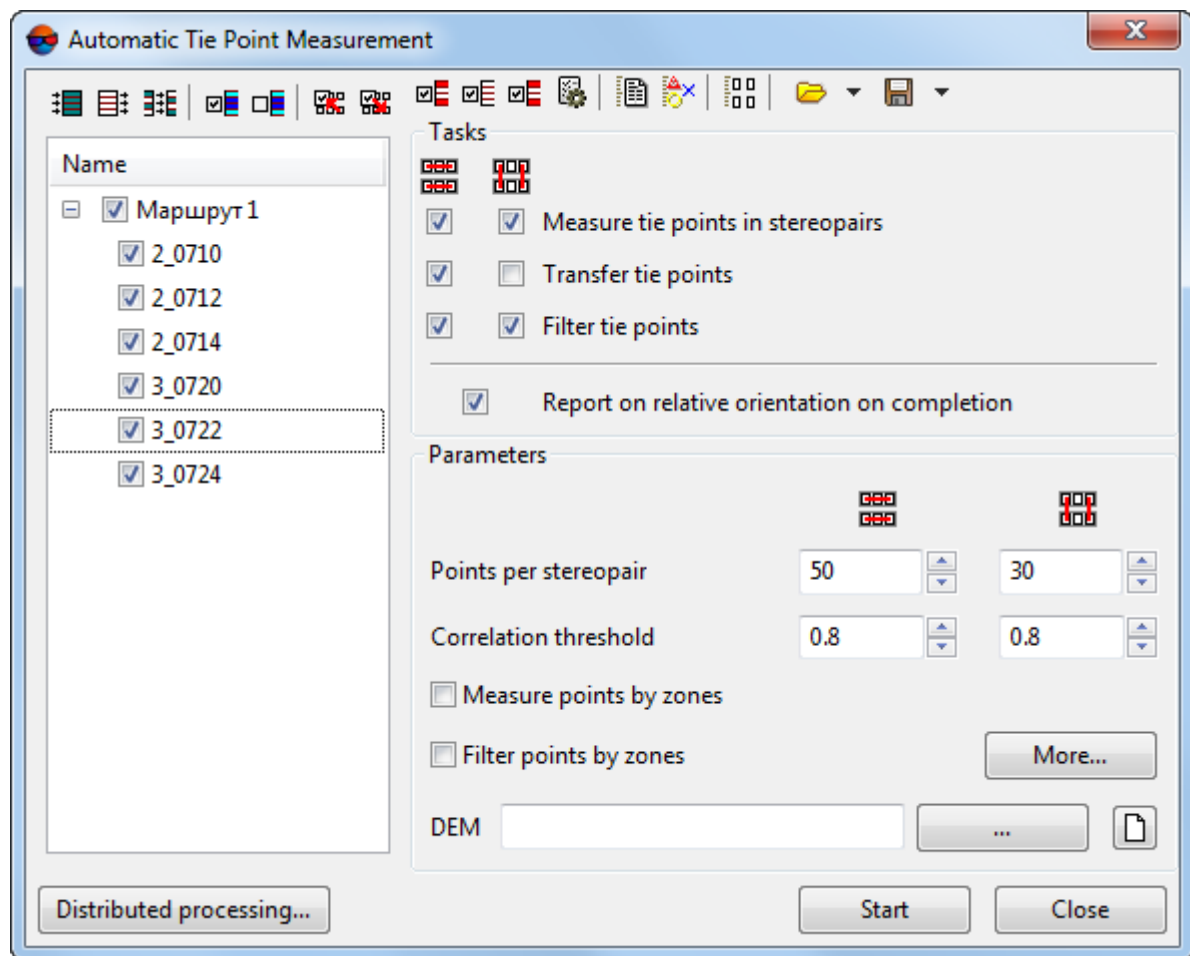 Automatic Tie Point Measurement
Name
Маршрут 1
2_0710
2_0712
2_0714
3_0720
3_0722
3_0724
Tasks
Measure tie points in stereopairs
Transfer tie points
Filter tie points
Report on relative orientation on completion
Parameters
Points per stereopair 50 30
Correlation threshold 0.8 0.8
Measure points by zones
Filter points by zones More...
DEM ...
Distributed processing... Start Close